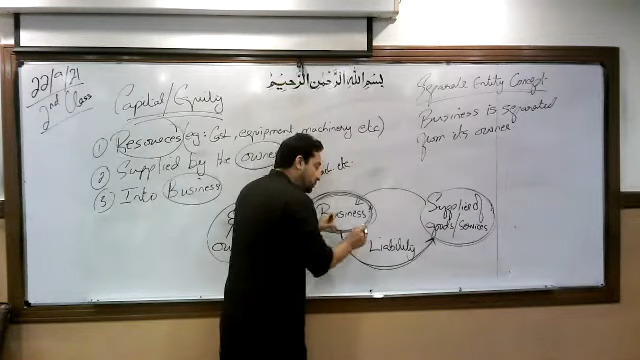 22/9/21
2nd Class
بسم الله الرحمن الرحيم
Separate Entity Concept
Business is separated
from its owner
Capital/Equity
① Resources (eg: Cash, equipment, machinery etc)
② Supplied by the owner
etc.
③ Into Business
Business
Liability
Supplied of
goods/services